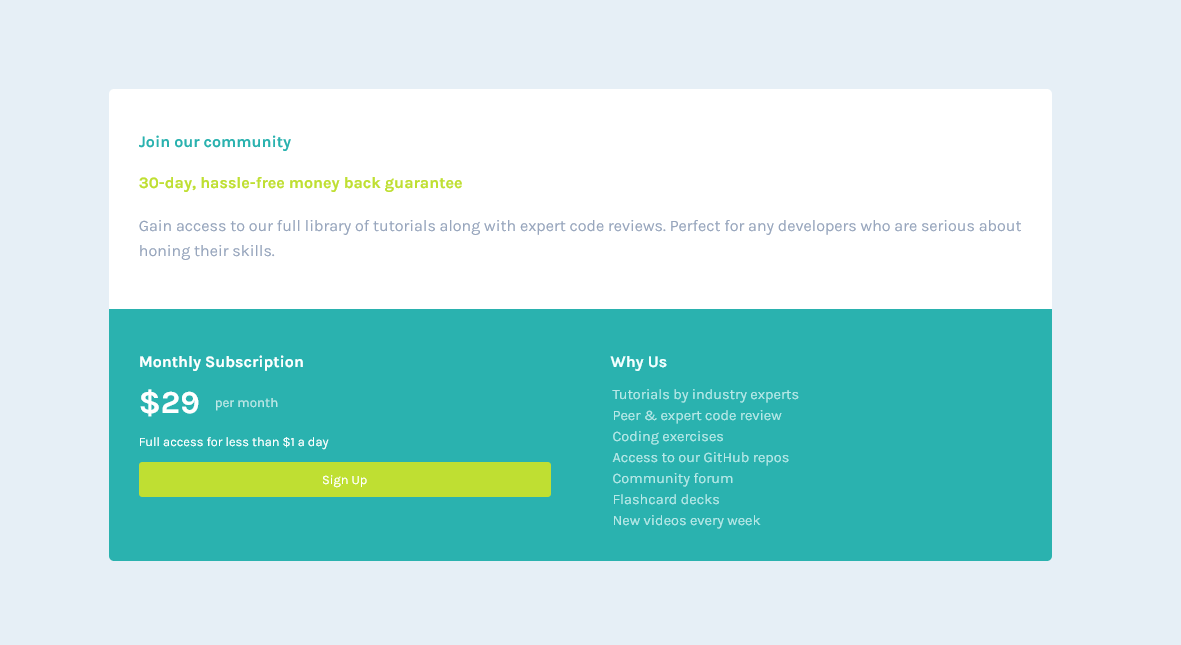 Join our community
30-day, hassle-free money back guarantee
Gain access to our full library of tutorials along with expert code reviews. Perfect for any developers who are serious about
honing their skills.
Monthly Subscription
$29 per month
Full access for less than $1 a day
Sign Up
Why Us
Tutorials by industry experts
Peer & expert code review
Coding exercises
Access to our GitHub repos
Community forum
Flashcard decks
New videos every week